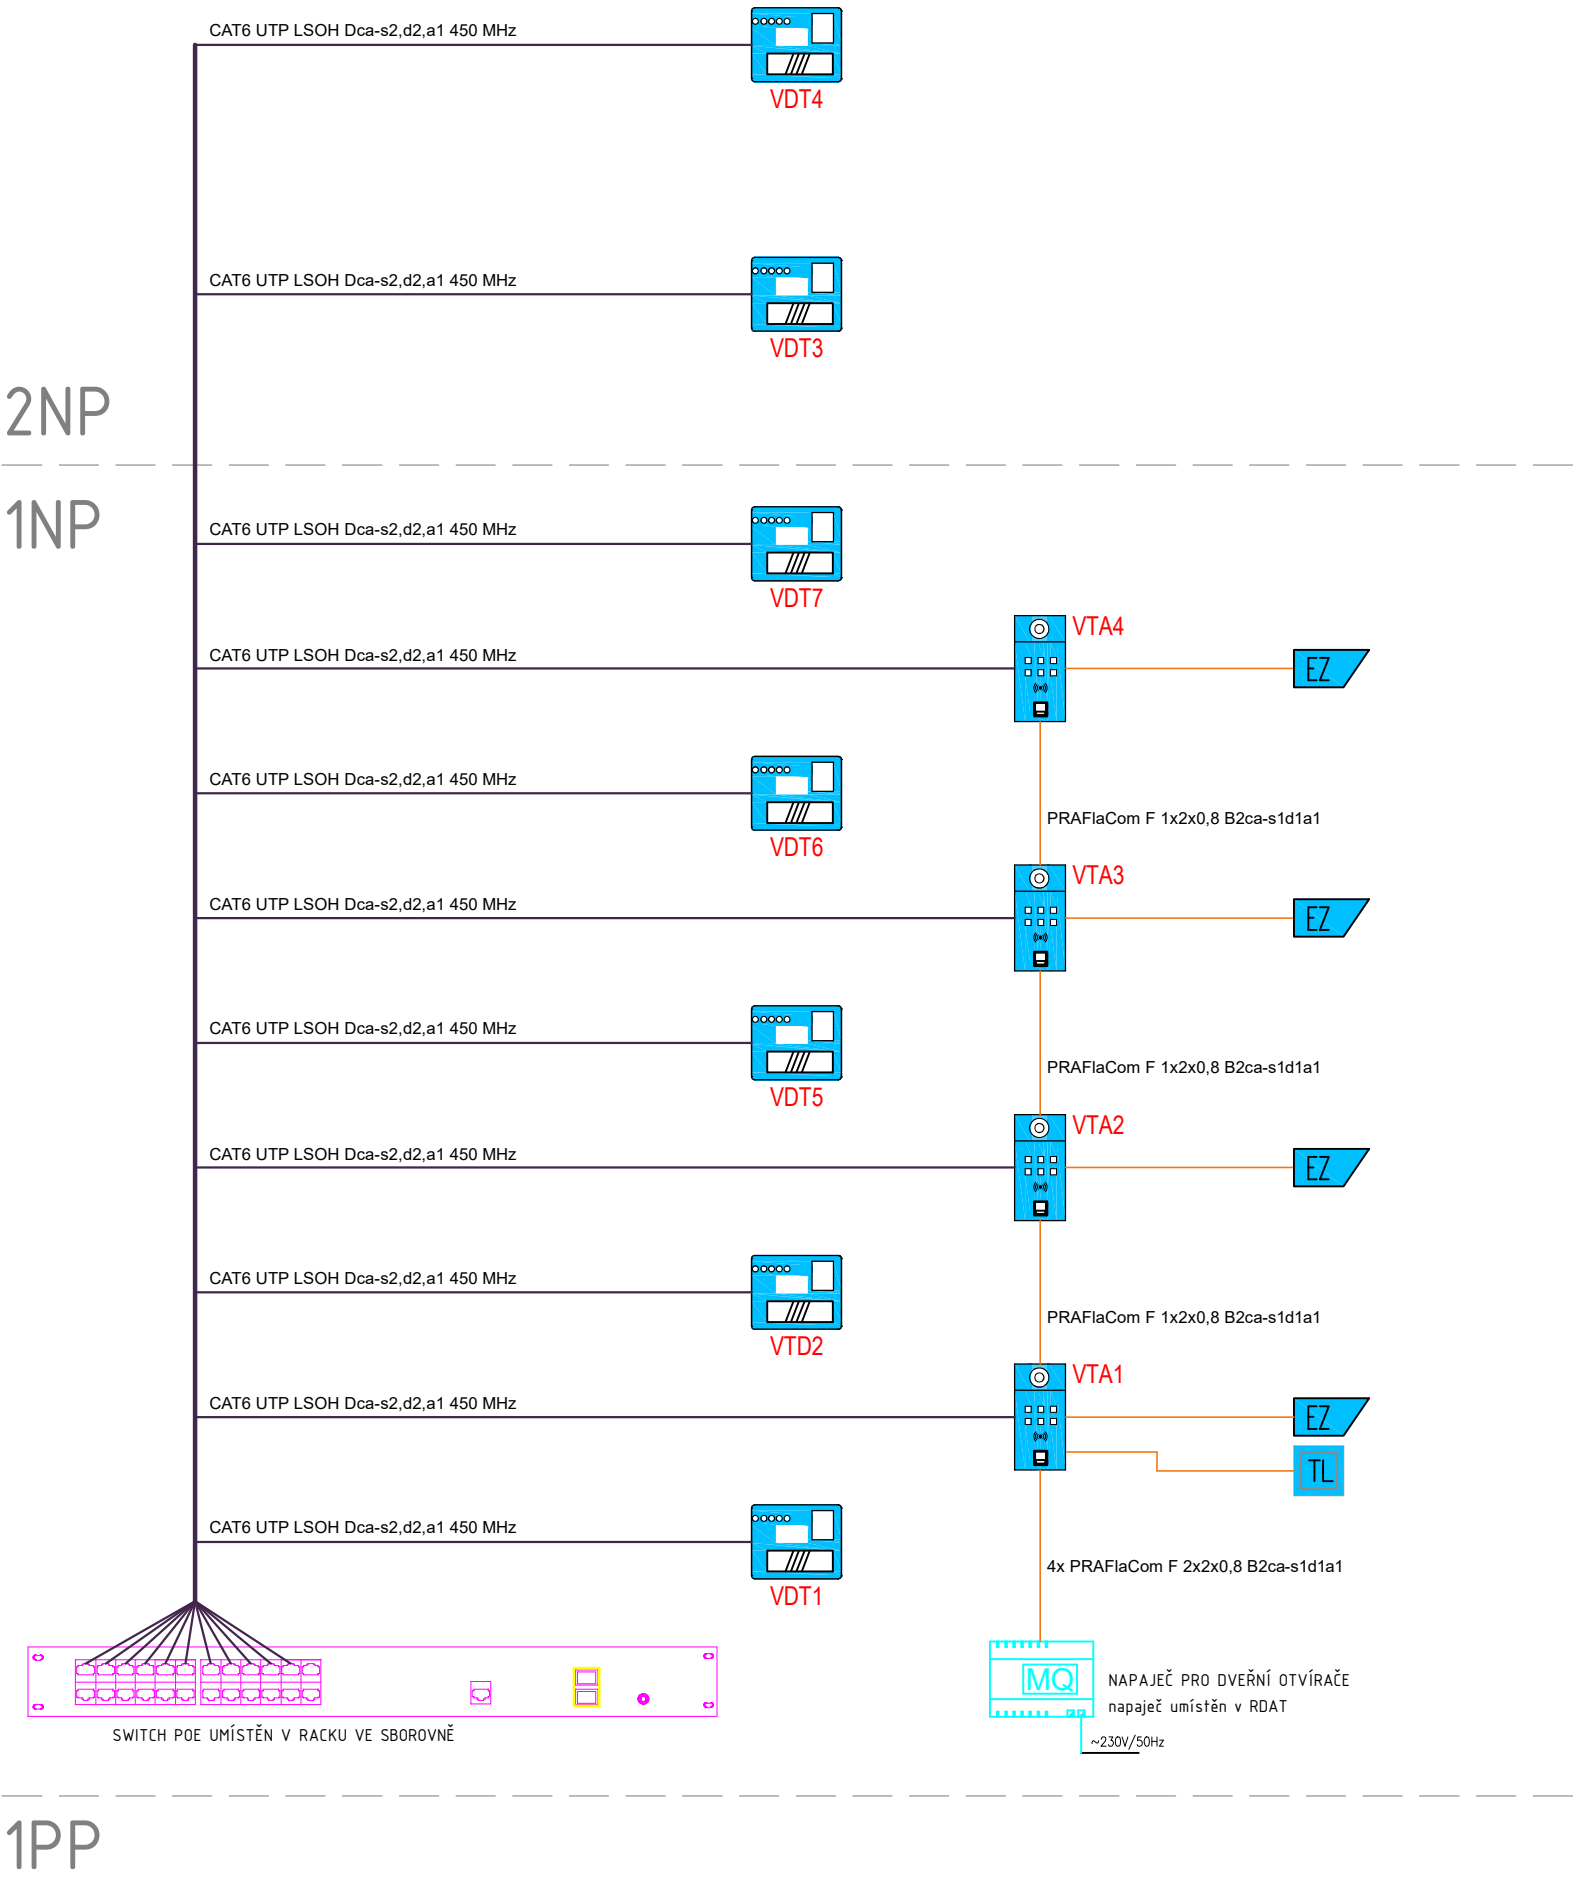 CAT6 UTP LSOH Dca-s2,d2,a1 450 MHz
VDT4
CAT6 UTP LSOH Dca-s2,d2,a1 450 MHz
VDT3
2NP
1NP
CAT6 UTP LSOH Dca-s2,d2,a1 450 MHz
VDT7
VTA4
CAT6 UTP LSOH Dca-s2,d2,a1 450 MHz
EZ
CAT6 UTP LSOH Dca-s2,d2,a1 450 MHz
PRAFlaCom F 1x2x0,8 B2ca-s1d1a1
VDT6
VTA3
CAT6 UTP LSOH Dca-s2,d2,a1 450 MHz
EZ
CAT6 UTP LSOH Dca-s2,d2,a1 450 MHz
PRAFlaCom F 1x2x0,8 B2ca-s1d1a1
VDT5
VTA2
CAT6 UTP LSOH Dca-s2,d2,a1 450 MHz
EZ
CAT6 UTP LSOH Dca-s2,d2,a1 450 MHz
PRAFlaCom F 1x2x0,8 B2ca-s1d1a1
VTD2
VTA1
CAT6 UTP LSOH Dca-s2,d2,a1 450 MHz
EZ
TL
CAT6 UTP LSOH Dca-s2,d2,a1 450 MHz
4x PRAFlaCom F 2x2x0,8 B2ca-s1d1a1
VDT1
MQ
NAPAJEČ PRO DVEŘNÍ OTVÍRAČE
napaječ umístěn v RDAT
SWITCH POE UMÍSTĚN V RACKU VE SBOROVNĚ
~230V/50Hz
1PP